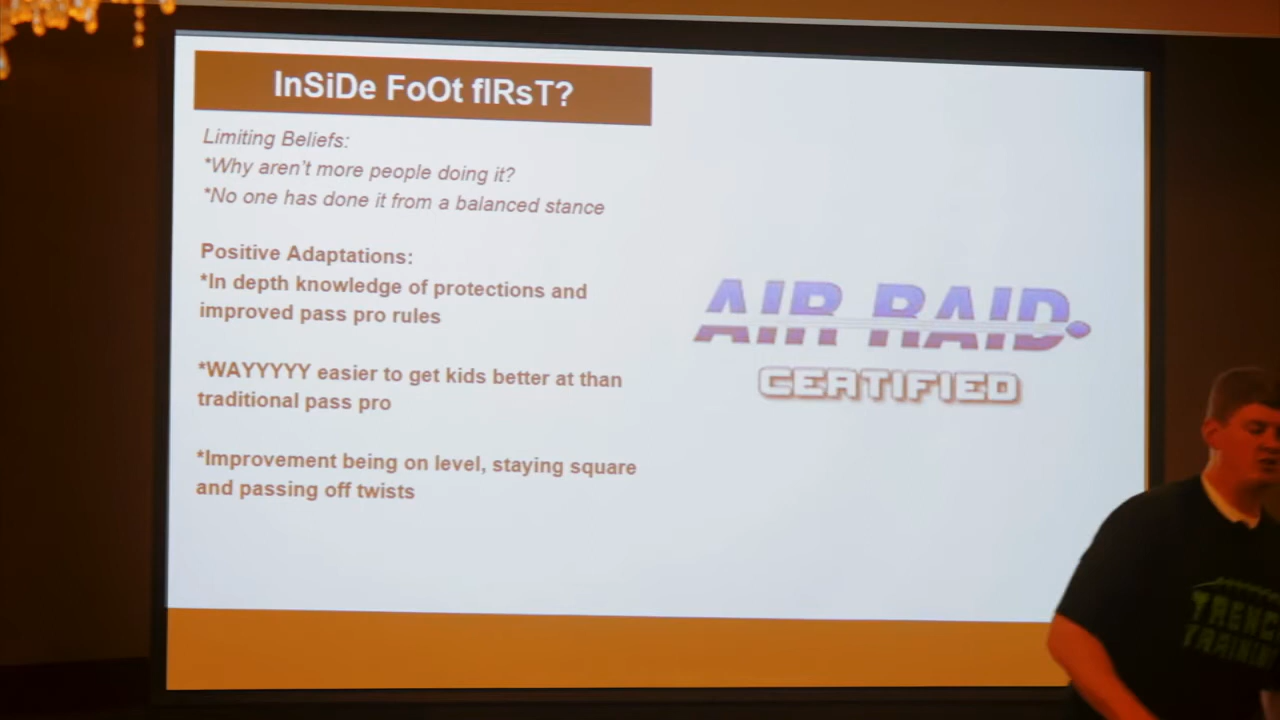 InSiDe FoOt fIRsT?
Limiting Beliefs:
*Why aren't more people doing it?
*No one has done it from a balanced stance
Positive Adaptations:
*In depth knowledge of protections and
improved pass pro rules
*WAYYYYY easier to get kids better at than
traditional pass pro
*Improvement being on level, staying square
and passing off twists
AIR RAID
CERTIFIED